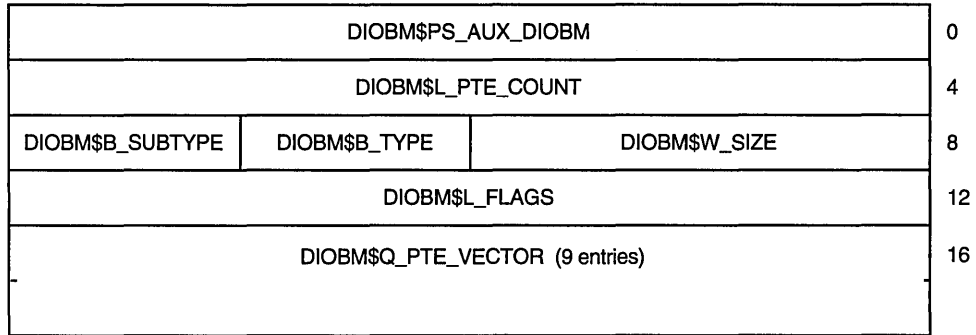 DIOBM$PS_AUX_DIOBM 0
DIOBM$L_PTE_COUNT 4
DIOBM$B_SUBTYPE DIOBM$B_TYPE DIOBM$W_SIZE 8
DIOBM$L_FLAGS 12
DIOBM$Q_PTE_VECTOR (9 entries) 16